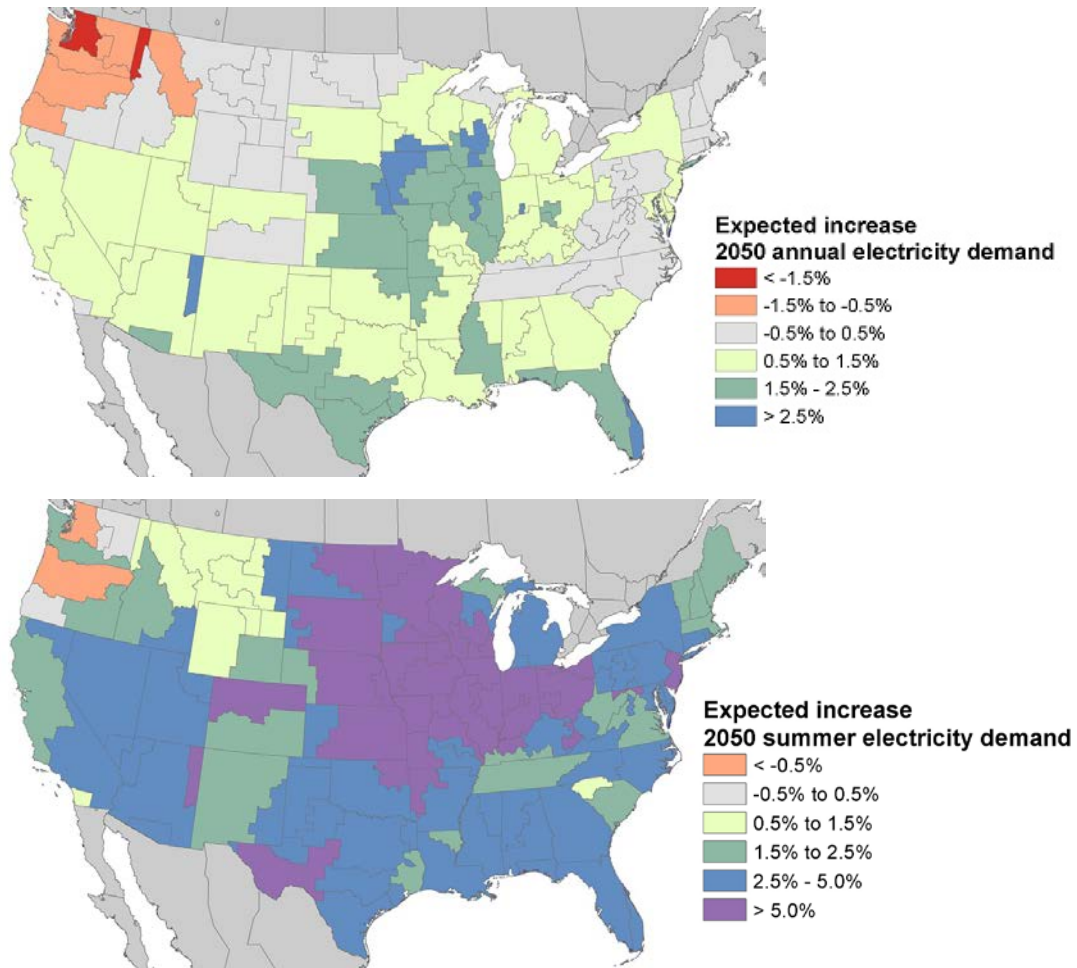 Expected increase
2050 annual electricity demand
< -1.5%
-1.5% to -0.5%
-0.5% to 0.5%
0.5% to 1.5%
1.5% - 2.5%
> 2.5%
Expected increase
2050 summer electricity demand
< -0.5%
-0.5% to 0.5%
0.5% to 1.5%
1.5% to 2.5%
2.5% - 5.0%
> 5.0%